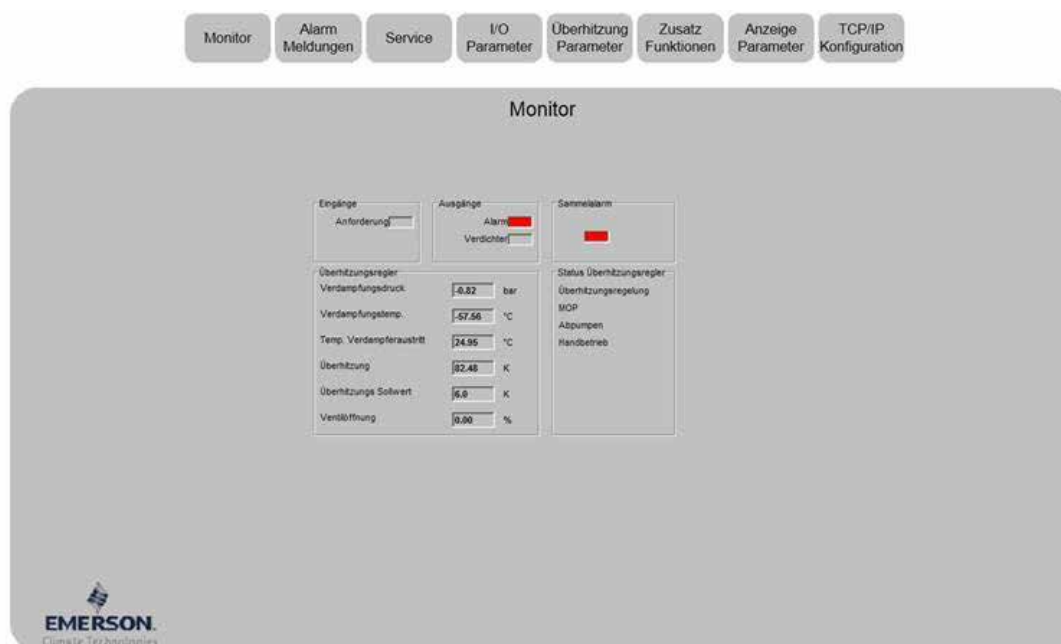 Monitor
Alarm
Meldungen
Service
I/O
Parameter
Überhitzung
Parameter
Zusatz
Funktionen
Anzeige
Parameter
TCP/IP
Konfiguration
Monitor
Eingänge
Anforderung
Ausgänge
Alarm
Verdichter
Sammelalarm
Überhitzungsregler
Verdampfungsdruck -0.82 bar
Verdampfungstemp. -57.56 °C
Temp. Verdampferaustritt 24.95 °C
Überhitzung 82.48 K
Überhitzungs Sollwert 6.0 K
Ventilöffnung 0.00 %
Status Überhitzungsregler
Überhitzungsregelung
MOP
Abpumpen
Handbetrieb
EMERSON.
Climate Technologies